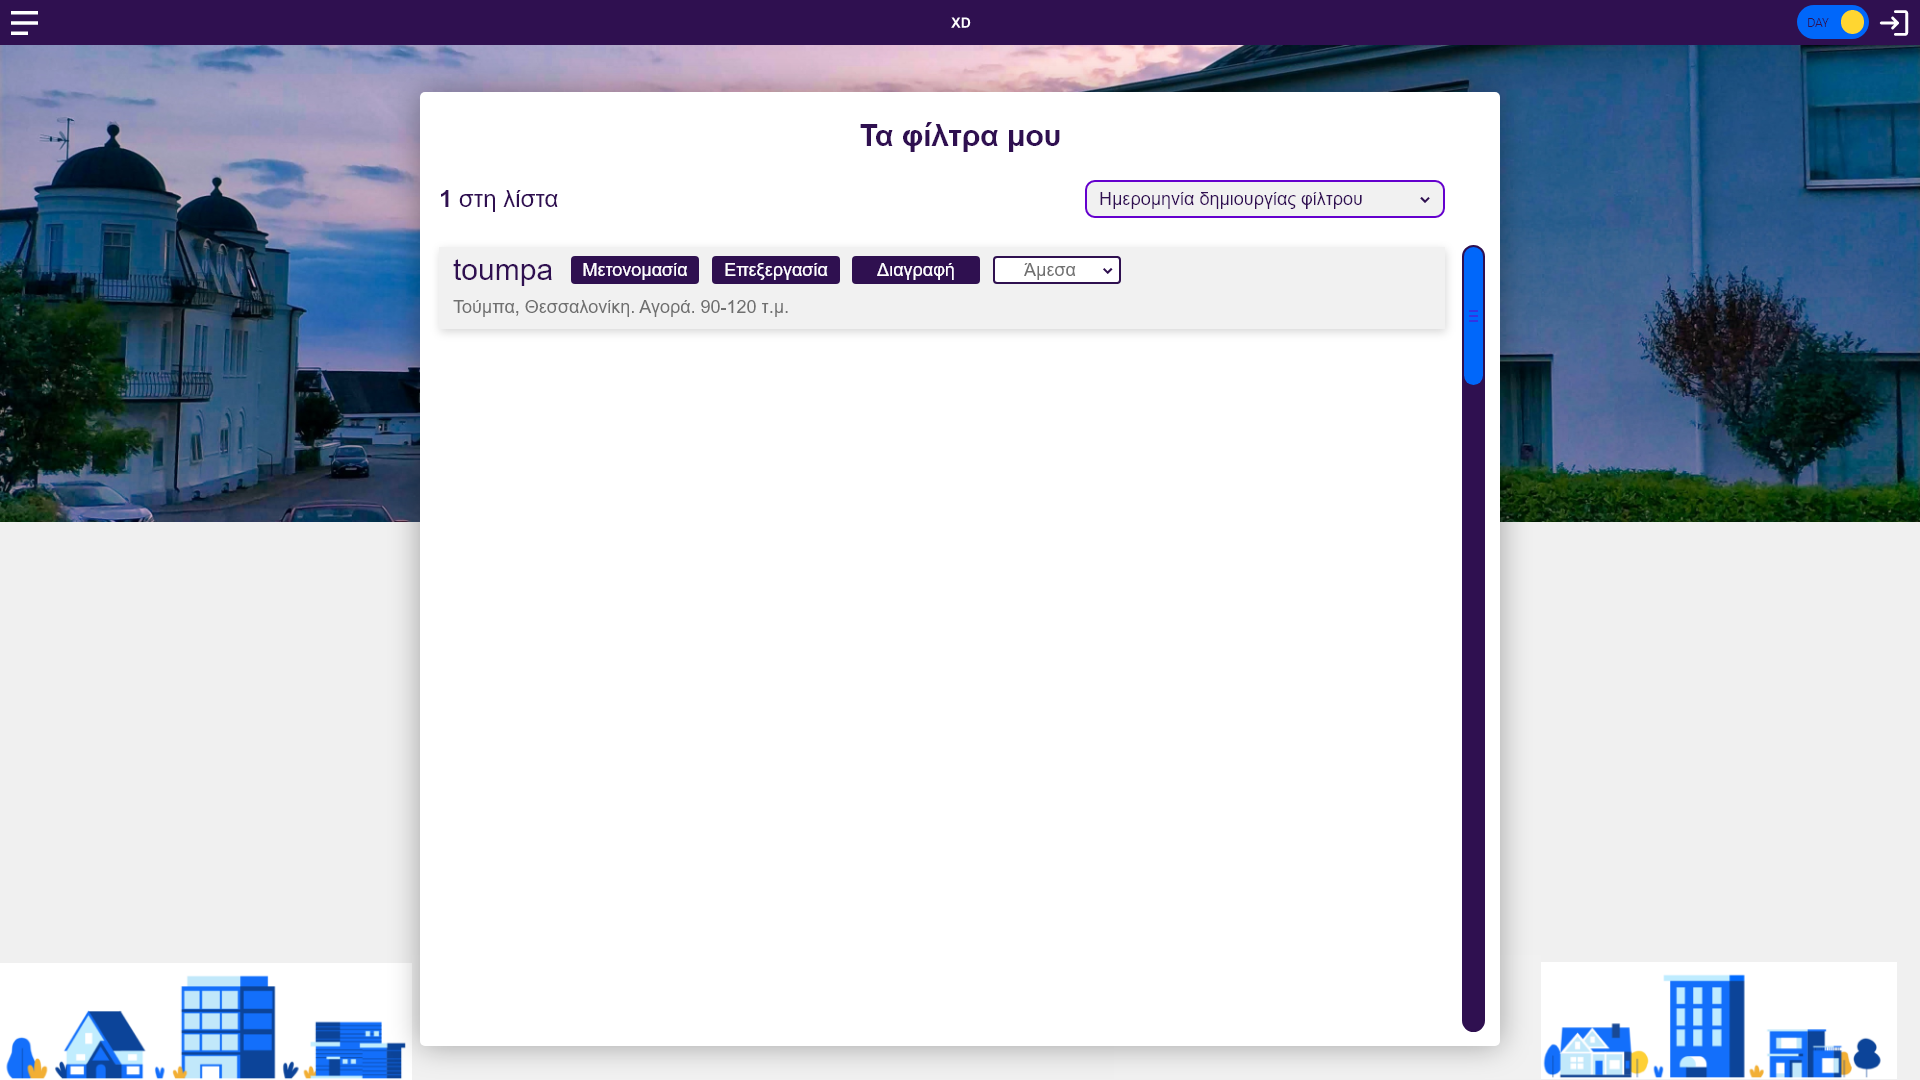 XD
DAY
Τα φίλτρα μου
1 στη λίστα
Ημερομηνία δημιουργίας φίλτρου
toumpa Μετονομασία Επεξεργασία Διαγραφή Άμεσα
Τούμπα, Θεσσαλονίκη. Αγορά. 90-120 τ.μ.